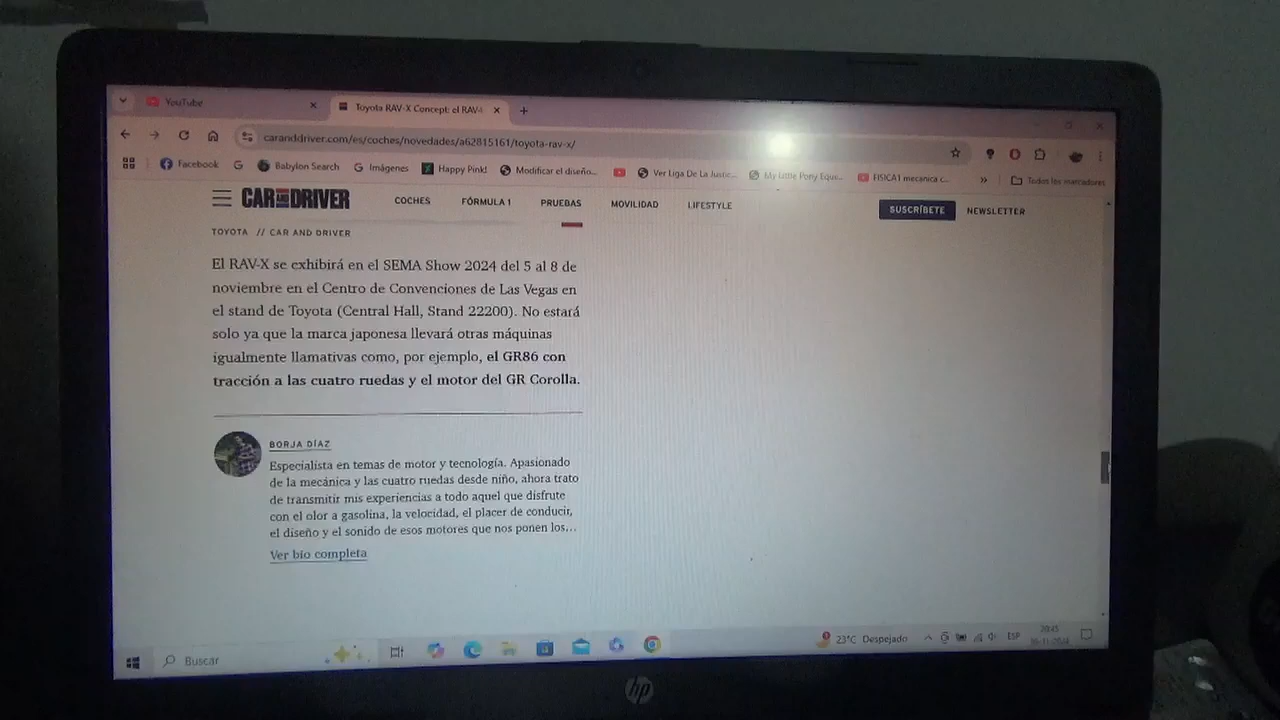 YouTube
Toyota RAV-X Concept: el RAV4
caranddriver.com/es/coches/novedades/a62815161/toyota-rav-x/
Facebook
Babylon Search
Imágenes
Happy Pink!
Modificar el diseño...
Ver Liga De La Justic...
My Little Pony Eque...
FISICA1 mecanica c...
Todos los marcadores
CAR AND DRIVER
COCHES
FÓRMULA 1
PRUEBAS
MOVILIDAD
LIFESTYLE
SUSCRÍBETE
NEWSLETTER
TOYOTA // CAR AND DRIVER
El RAV-X se exhibirá en el SEMA Show 2024 del 5 al 8 de
noviembre en el Centro de Convenciones de Las Vegas en
el stand de Toyota (Central Hall, Stand 22200). No estará
solo ya que la marca japonesa llevará otras máquinas
igualmente llamativas como, por ejemplo, el GR86 con
tracción a las cuatro ruedas y el motor del GR Corolla.
BORJA DÍAZ
Especialista en temas de motor y tecnología. Apasionado
de la mecánica y las cuatro ruedas desde niño, ahora trato
de transmitir mis experiencias a todo aquel que disfrute
con el olor a gasolina, la velocidad, el placer de conducir,
el diseño y el sonido de esos motores que nos ponen los...
Ver bio completa
Buscar
23°C Despejado
ESP
20:45
hp